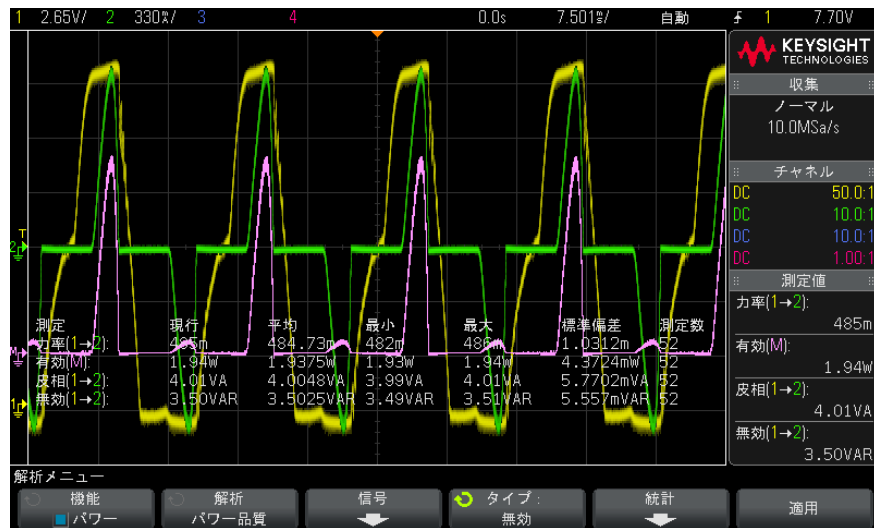 1 2.65V/ 2 330㎷/ 3 4 0.0s 7.501㎳/ 自動 1 7.70V
KEYSIGHT
TECHNOLOGIES
収集
ノーマル
10.0MSa/s
チャネル
DC 50.0:1
DC 10.0:1
DC 10.0:1
DC 1.00:1
測定値
力率(1→2):
485m
有効(M):
1.94W
皮相(1→2):
4.01VA
無効(1→2):
3.50VAR
T
2
M
1
測定 現行 平均 最小 最大 標準偏差 測定数
力率(1→2): 485m 484.73m 482m 486m 1.0312m 52
有効(M): 1.94W 1.9375W 1.93W 1.94W 4.3724mW 52
皮相(1→2): 4.01VA 4.0048VA 3.99VA 4.01VA 5.7702mVA 52
無効(1→2): 3.50VAR 3.5025VAR 3.49VAR 3.51VAR 5.557mVAR 52
解析メニュー
機能
パワー
解析
パワー品質
信号
タイプ:
無効
統計
適用